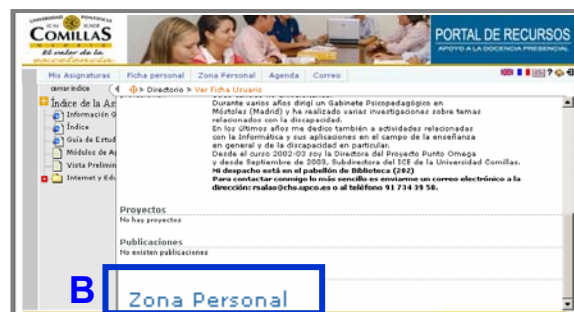 UNIVERSIDAD PONTIFICIA
ICAI ICADE
COMILLAS
MADRID
El valor de la
excelencia
PORTAL DE RECURSOS
APOYO A LA DOCENCIA PRESENCIAL
Mis Asignaturas Ficha personal Zona Personal Agenda Correo
cerrar índice
> Directorio > Ver Ficha Usuario
Índice de la As
Información G
Índice
Guía de Estud
Módulos de Ap
Vista Prelimin
Internet y Edu
Durante varios años dirigí un Gabinete Psicopedagógico en
Móstoles (Madrid) y he realizado varias investigaciones sobre temas
relacionados con la discapacidad.
En los últimos años me dedico también a actividades relacionadas
con la Informática y sus aplicaciones en el campo de la enseñanza
en general y de la discapacidad en particular.
Desde el curso 2002-03 soy la Directora del Proyecto Punto Omega
y desde Septiembre de 2003, Subdirectora del ICE de la Universidad Comillas.
Mi despacho está en el pabellón de Biblioteca (202)
Para contactar conmigo lo más sencillo es enviarme un correo electrónico a la
dirección: rsalas@chs.upco.es o al teléfono 91 734 39 50.
Proyectos
No hay proyectos
Publicaciones
No existen publicaciones
B
Zona Personal